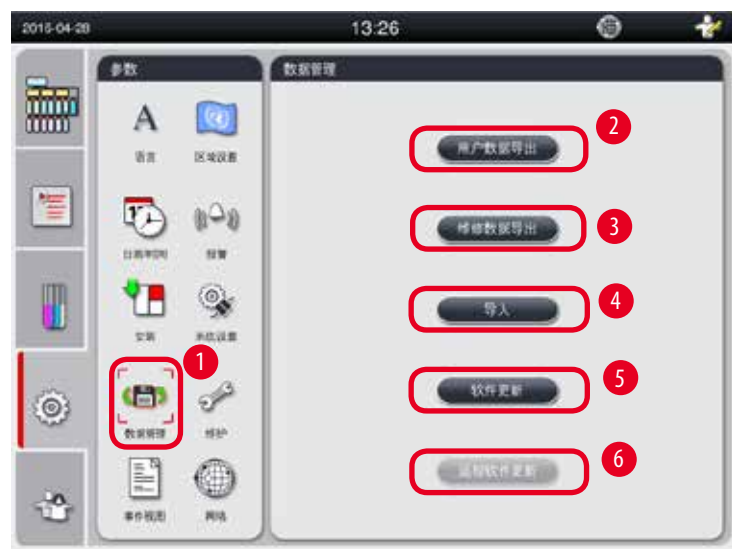 2016-04-28 13:26
参数
数据管理
语言 区域设置
日期和时间 报警
安装 系统设置
数据管理 维护
事件视图 网络
用户数据导出
维修数据导出
导入
软件更新
远程软件更新
1
2
3
4
5
6